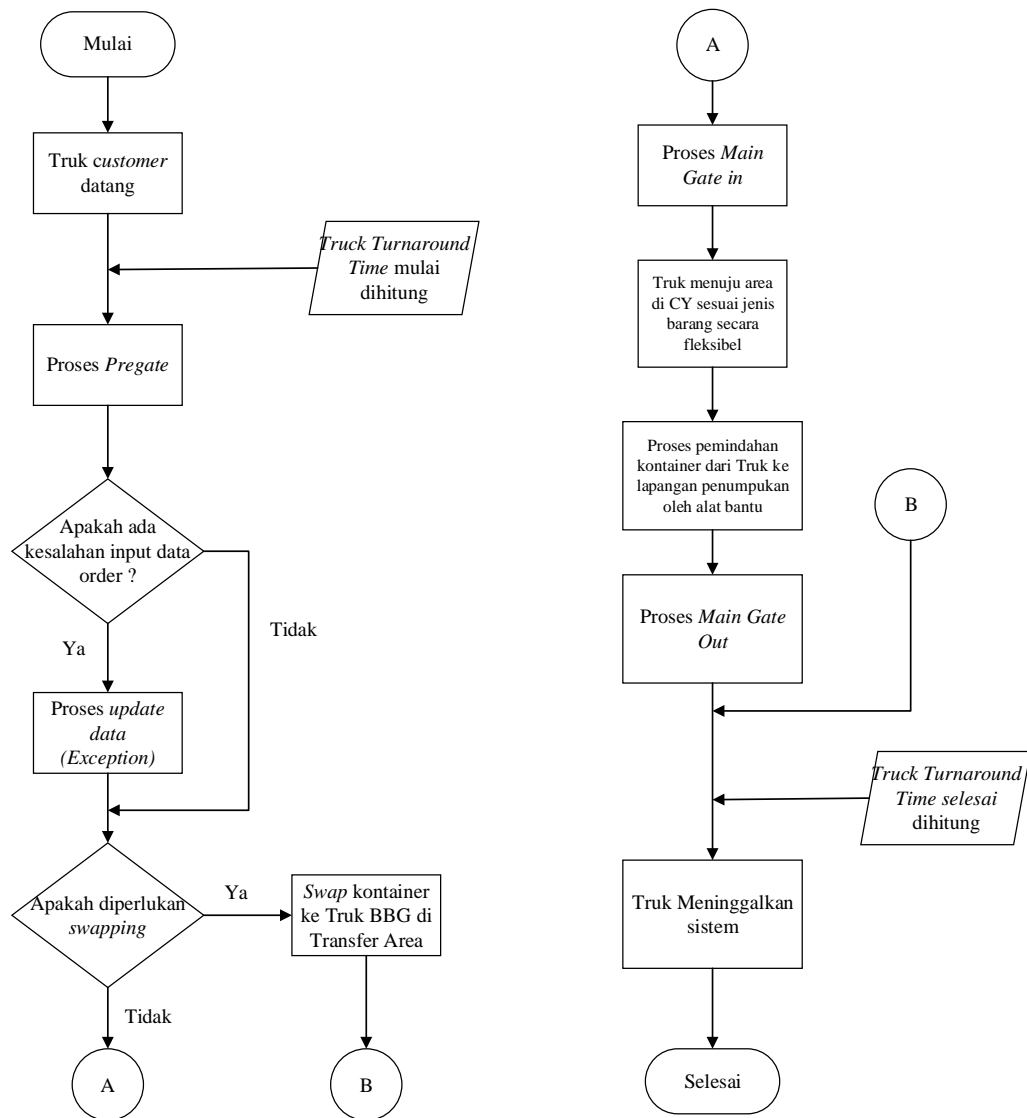 Mulai
Truk customer
datang
Truck Turnaround
Time mulai
dihitung
Proses Pregate
Apakah ada
kesalahan input data
order ?
Tidak
Ya
Proses update
data
(Exception)
Apakah diperlukan
swapping
Ya
Swap kontainer
ke Truk BBG di
Transfer Area
Tidak
A
B
A
Proses Main
Gate in
Truk menuju area
di CY sesuai jenis
barang secara
fleksibel
Proses pemindahan
kontainer dari Truk ke
lapangan penumpukan
oleh alat bantu
B
Proses Main Gate
Out
Truck Turnaround
Time selesai
dihitung
Truk Meninggalkan
sistem
Selesai